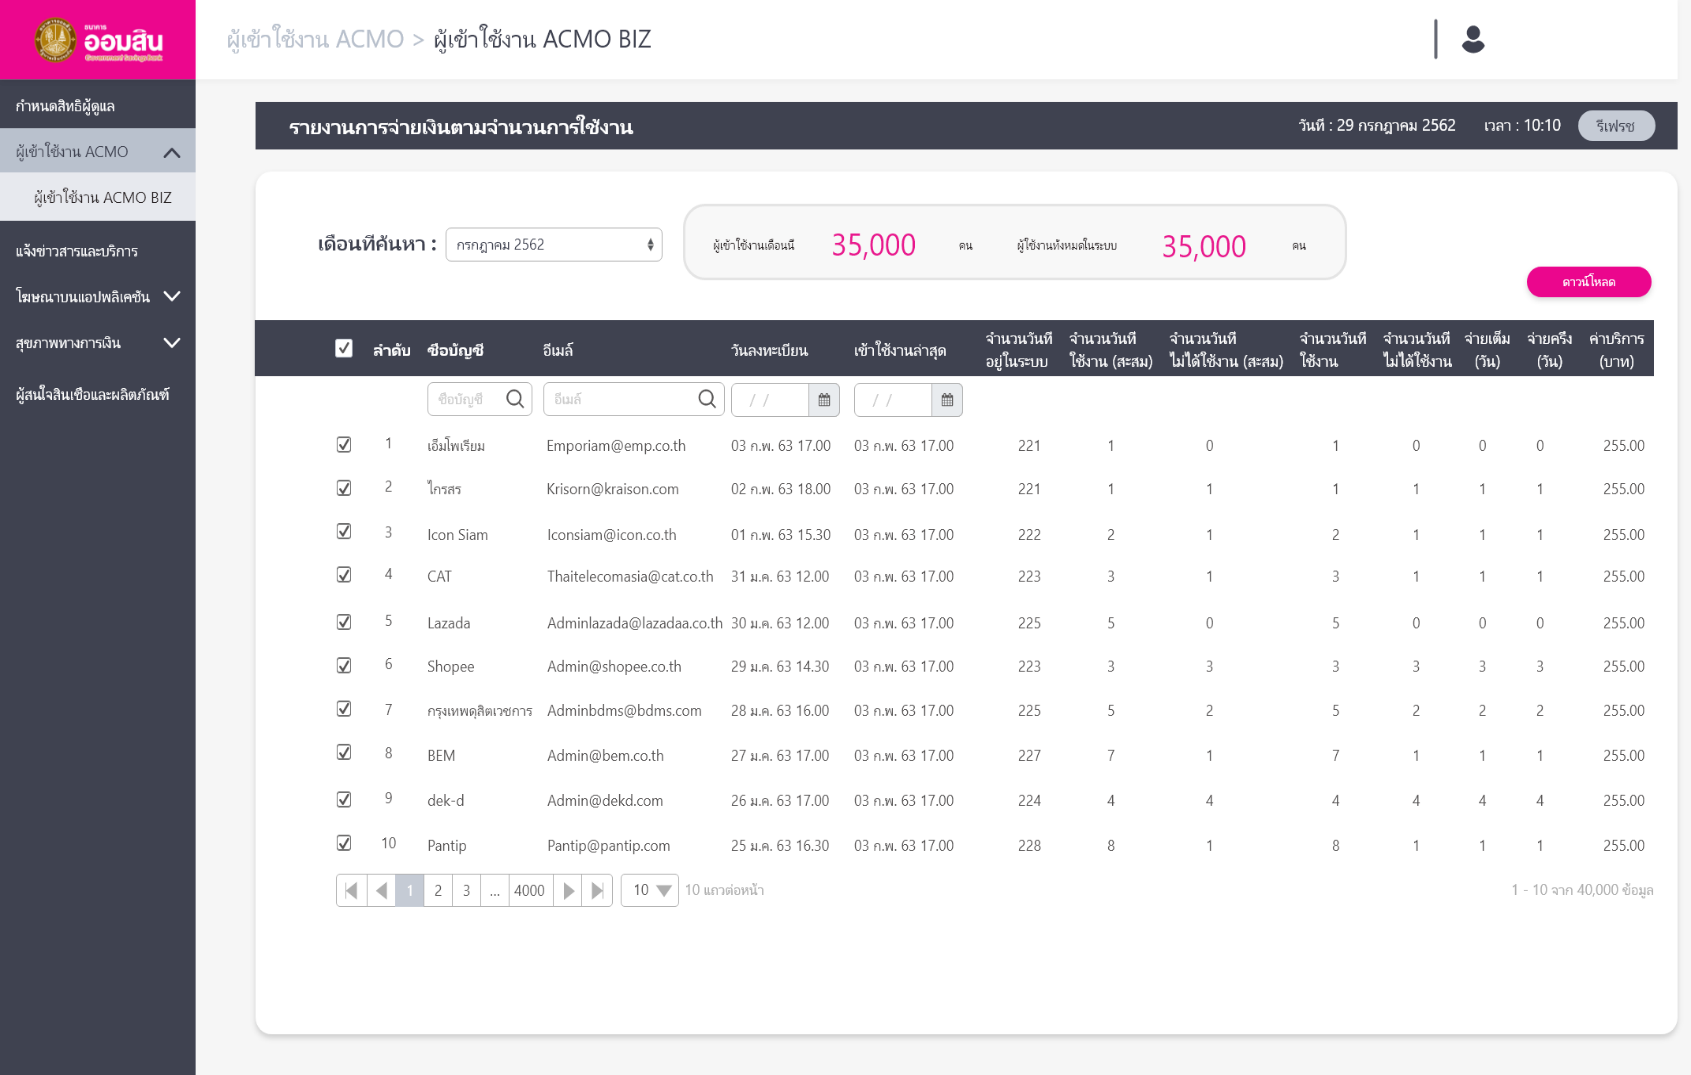 ธนาคาร
ออมสิน
Government Savings Bank
ผู้เข้าใช้งาน ACMO > ผู้เข้าใช้งาน ACMO BIZ
กำหนดสิทธิผู้ดูแล
ผู้เข้าใช้งาน ACMO
ผู้เข้าใช้งาน ACMO BIZ
แจ้งข่าวสารและบริการ
โฆษณาบนแอปพลิเคชัน
สุขภาพทางการเงิน
ผู้สนใจสินเชื่อและผลิตภัณฑ์
รายงานการจ่ายเงินตามจำนวนการใช้งาน
วันที่ : 29 กรกฎาคม 2562 เวลา : 10:10 รีเฟรช
เดือนที่ค้นหา : กรกฎาคม 2562
ผู้เข้าใช้งานเดือนนี้ 35,000 คน ผู้ใช้งานทั้งหมดในระบบ 35,000 คน
ดาวน์โหลด
ลำดับ ชื่อบัญชี อีเมล์ วันลงทะเบียน เข้าใช้งานล่าสุด จำนวนวันที่อยู่ในระบบ จำนวนวันที่ใช้งาน (สะสม) จำนวนวันที่ไม่ได้ใช้งาน (สะสม) จำนวนวันที่ใช้งาน จำนวนวันที่ไม่ได้ใช้งาน จ่ายเต็ม (วัน) จ่ายครึ่ง (วัน) ค่าบริการ (บาท)
ชื่อบัญชี อีเมล์ / / / /
1 เอ็มโพเรียม Emporiam@emp.co.th 03 ก.พ. 63 17.00 03 ก.พ. 63 17.00 221 1 0 1 0 0 0 255.00
2 ไกรสร Krisorn@kraison.com 02 ก.พ. 63 18.00 03 ก.พ. 63 17.00 221 1 1 1 1 1 1 255.00
3 Icon Siam Iconsiam@icon.co.th 01 ก.พ. 63 15.30 03 ก.พ. 63 17.00 222 2 1 2 1 1 1 255.00
4 CAT Thaitelecomasia@cat.co.th 31 ม.ค. 63 12.00 03 ก.พ. 63 17.00 223 3 1 3 1 1 1 255.00
5 Lazada Adminlazada@lazadaa.co.th 30 ม.ค. 63 12.00 03 ก.พ. 63 17.00 225 5 0 5 0 0 0 255.00
6 Shopee Admin@shopee.co.th 29 ม.ค. 63 14.30 03 ก.พ. 63 17.00 223 3 3 3 3 3 3 255.00
7 กรุงเทพดุสิตเวชการ Adminbdms@bdms.com 28 ม.ค. 63 16.00 03 ก.พ. 63 17.00 225 5 2 5 2 2 2 255.00
8 BEM Admin@bem.co.th 27 ม.ค. 63 17.00 03 ก.พ. 63 17.00 227 7 1 7 1 1 1 255.00
9 dek-d Admin@dekd.com 26 ม.ค. 63 17.00 03 ก.พ. 63 17.00 224 4 4 4 4 4 4 255.00
10 Pantip Pantip@pantip.com 25 ม.ค. 63 16.30 03 ก.พ. 63 17.00 228 8 1 8 1 1 1 255.00
1 2 3 ... 4000 10 10 แถวต่อหน้า 1 - 10 จาก 40,000 ข้อมูล